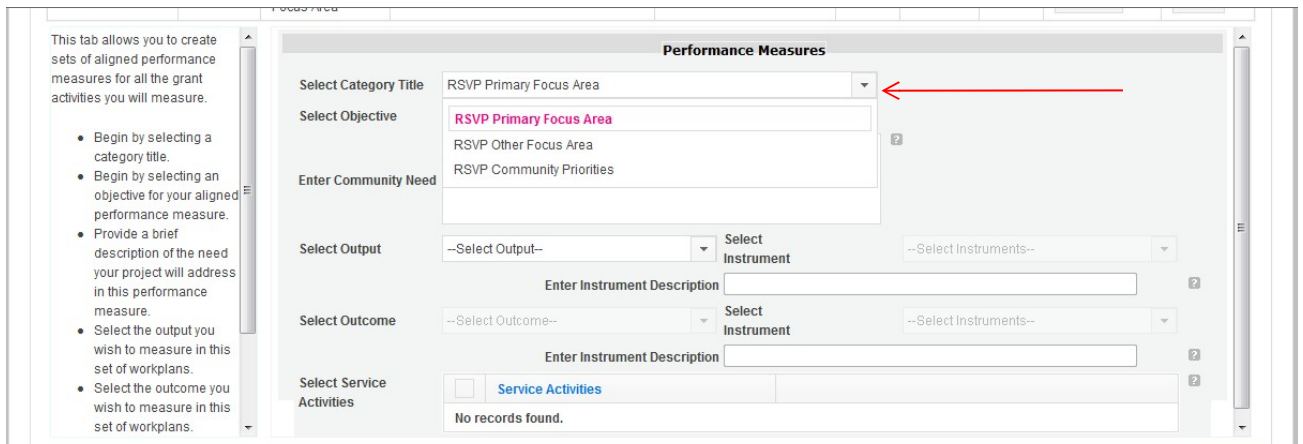 Focus Area
This tab allows you to create
sets of aligned performance
measures for all the grant
activities you will measure.
Begin by selecting a
category title.
Begin by selecting an
objective for your aligned
performance measure.
Provide a brief
description of the need
your project will address
in this performance
measure.
Select the output you
wish to measure in this
set of workplans.
Select the outcome you
wish to measure in this
set of workplans.
Performance Measures
Select Category Title RSVP Primary Focus Area
Select Objective
RSVP Primary Focus Area
RSVP Other Focus Area
RSVP Community Priorities
Enter Community Need
Select Output --Select Output-- Select Instrument --Select Instruments--
Enter Instrument Description
Select Outcome --Select Outcome-- Select Instrument --Select Instruments--
Enter Instrument Description
Select Service Activities
Service Activities
No records found.